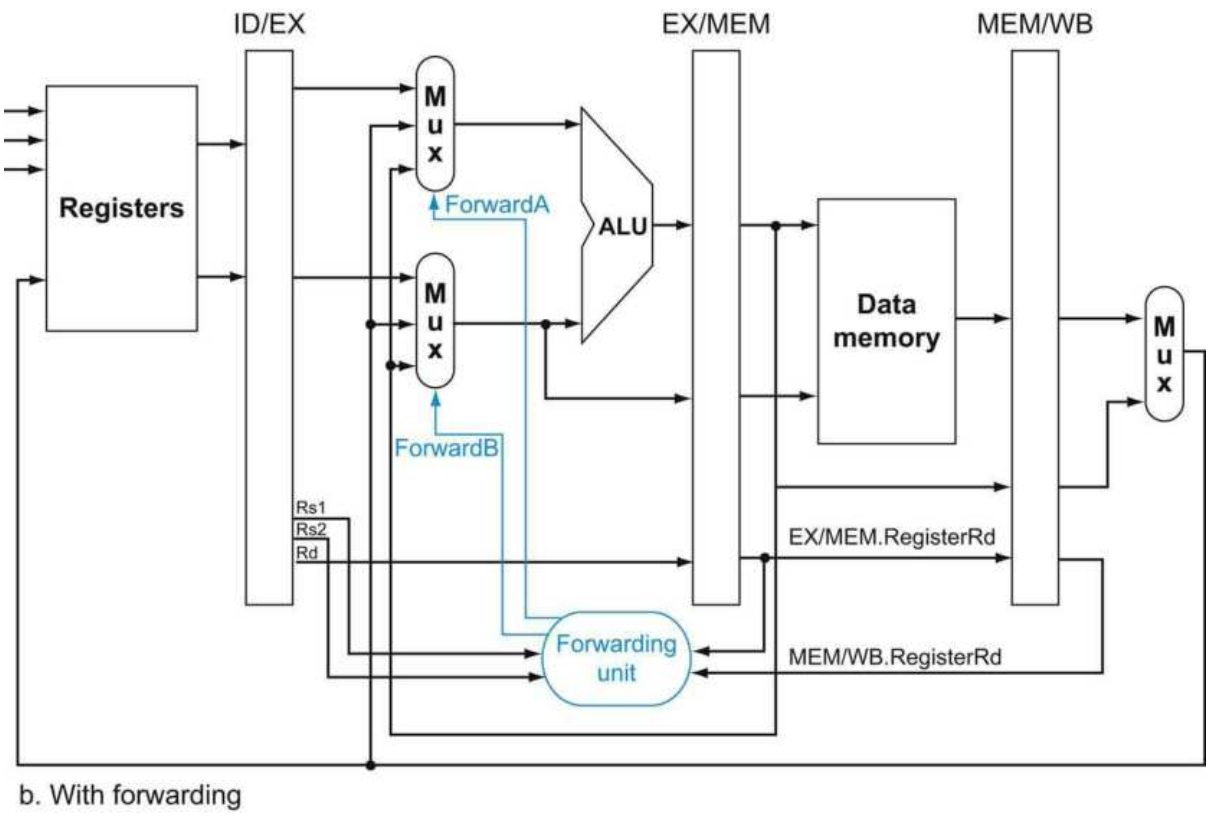 ID/EX
EX/MEM
MEM/WB
Registers
Mux
ForwardA
ALU
Mux
ForwardB
Data
memory
Mux
Rs1
Rs2
Rd
EX/MEM.RegisterRd
Forwarding
unit
MEM/WB.RegisterRd
b. With forwarding